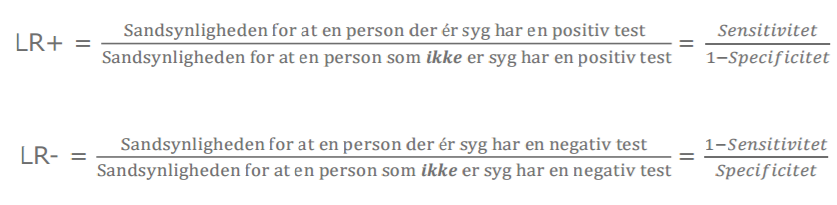 LR+ = Sandsynligheden for at en person der ér syg har en positiv test / Sandsynligheden for at en person som ikke er syg har en positiv test = Sensitivitet / 1−Specificitet
LR- = Sandsynligheden for at en person der ér syg har en negativ test / Sandsynligheden for at en person som ikke er syg har en negativ test = 1−Sensitivitet / Specificitet